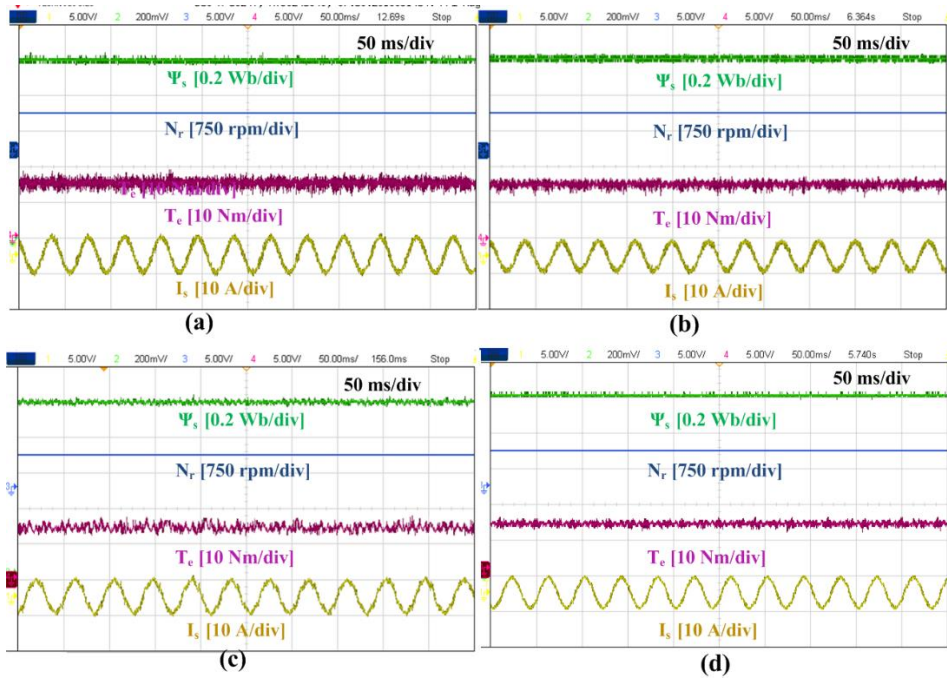 50 ms/div
Ψs [0.2 Wb/div]
Nr [750 rpm/div]
Te [10 Nm/div]
Is [10 A/div]
(a)
1 5.00V/ 2 200mV/ 3 5.00V/ 4 5.00V/ 50.00ms/ 12.69s Stop
50 ms/div
Ψs [0.2 Wb/div]
Nr [750 rpm/div]
Te [10 Nm/div]
Is [10 A/div]
(b)
1 5.00V/ 2 200mV/ 3 5.00V/ 4 5.00V/ 50.00ms/ 6.364s Stop
1 5.00V/ 2 200mV/ 3 5.00V/ 4 5.00V/ 50.00ms/ 156.0ms Stop
50 ms/div
Ψs [0.2 Wb/div]
Nr [750 rpm/div]
Te [10 Nm/div]
Is [10 A/div]
(c)
1 5.00V/ 2 200mV/ 3 5.00V/ 4 5.00V/ 50.00ms/ 5.740s Stop
50 ms/div
Ψs [0.2 Wb/div]
Nr [750 rpm/div]
Te [10 Nm/div]
Is [10 A/div]
(d)